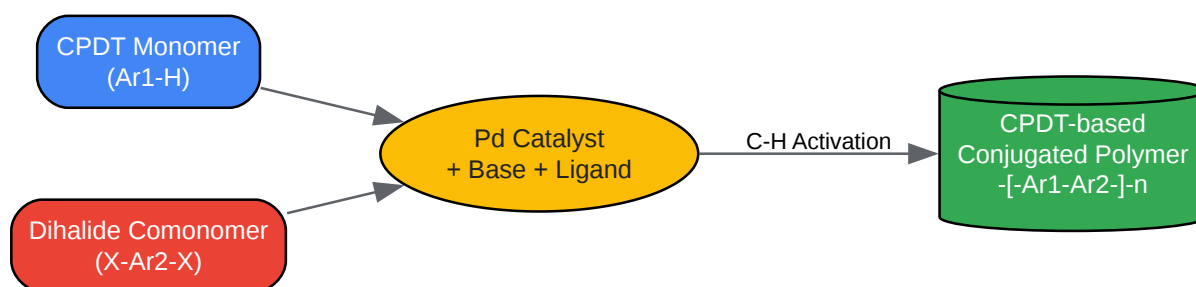 CPDT Monomer
(Ar1-H)
Dihalide Comonomer
(X-Ar2-X)
Pd Catalyst
+ Base + Ligand
C-H Activation
CPDT-based
Conjugated Polymer
-[-Ar1-Ar2-]-n